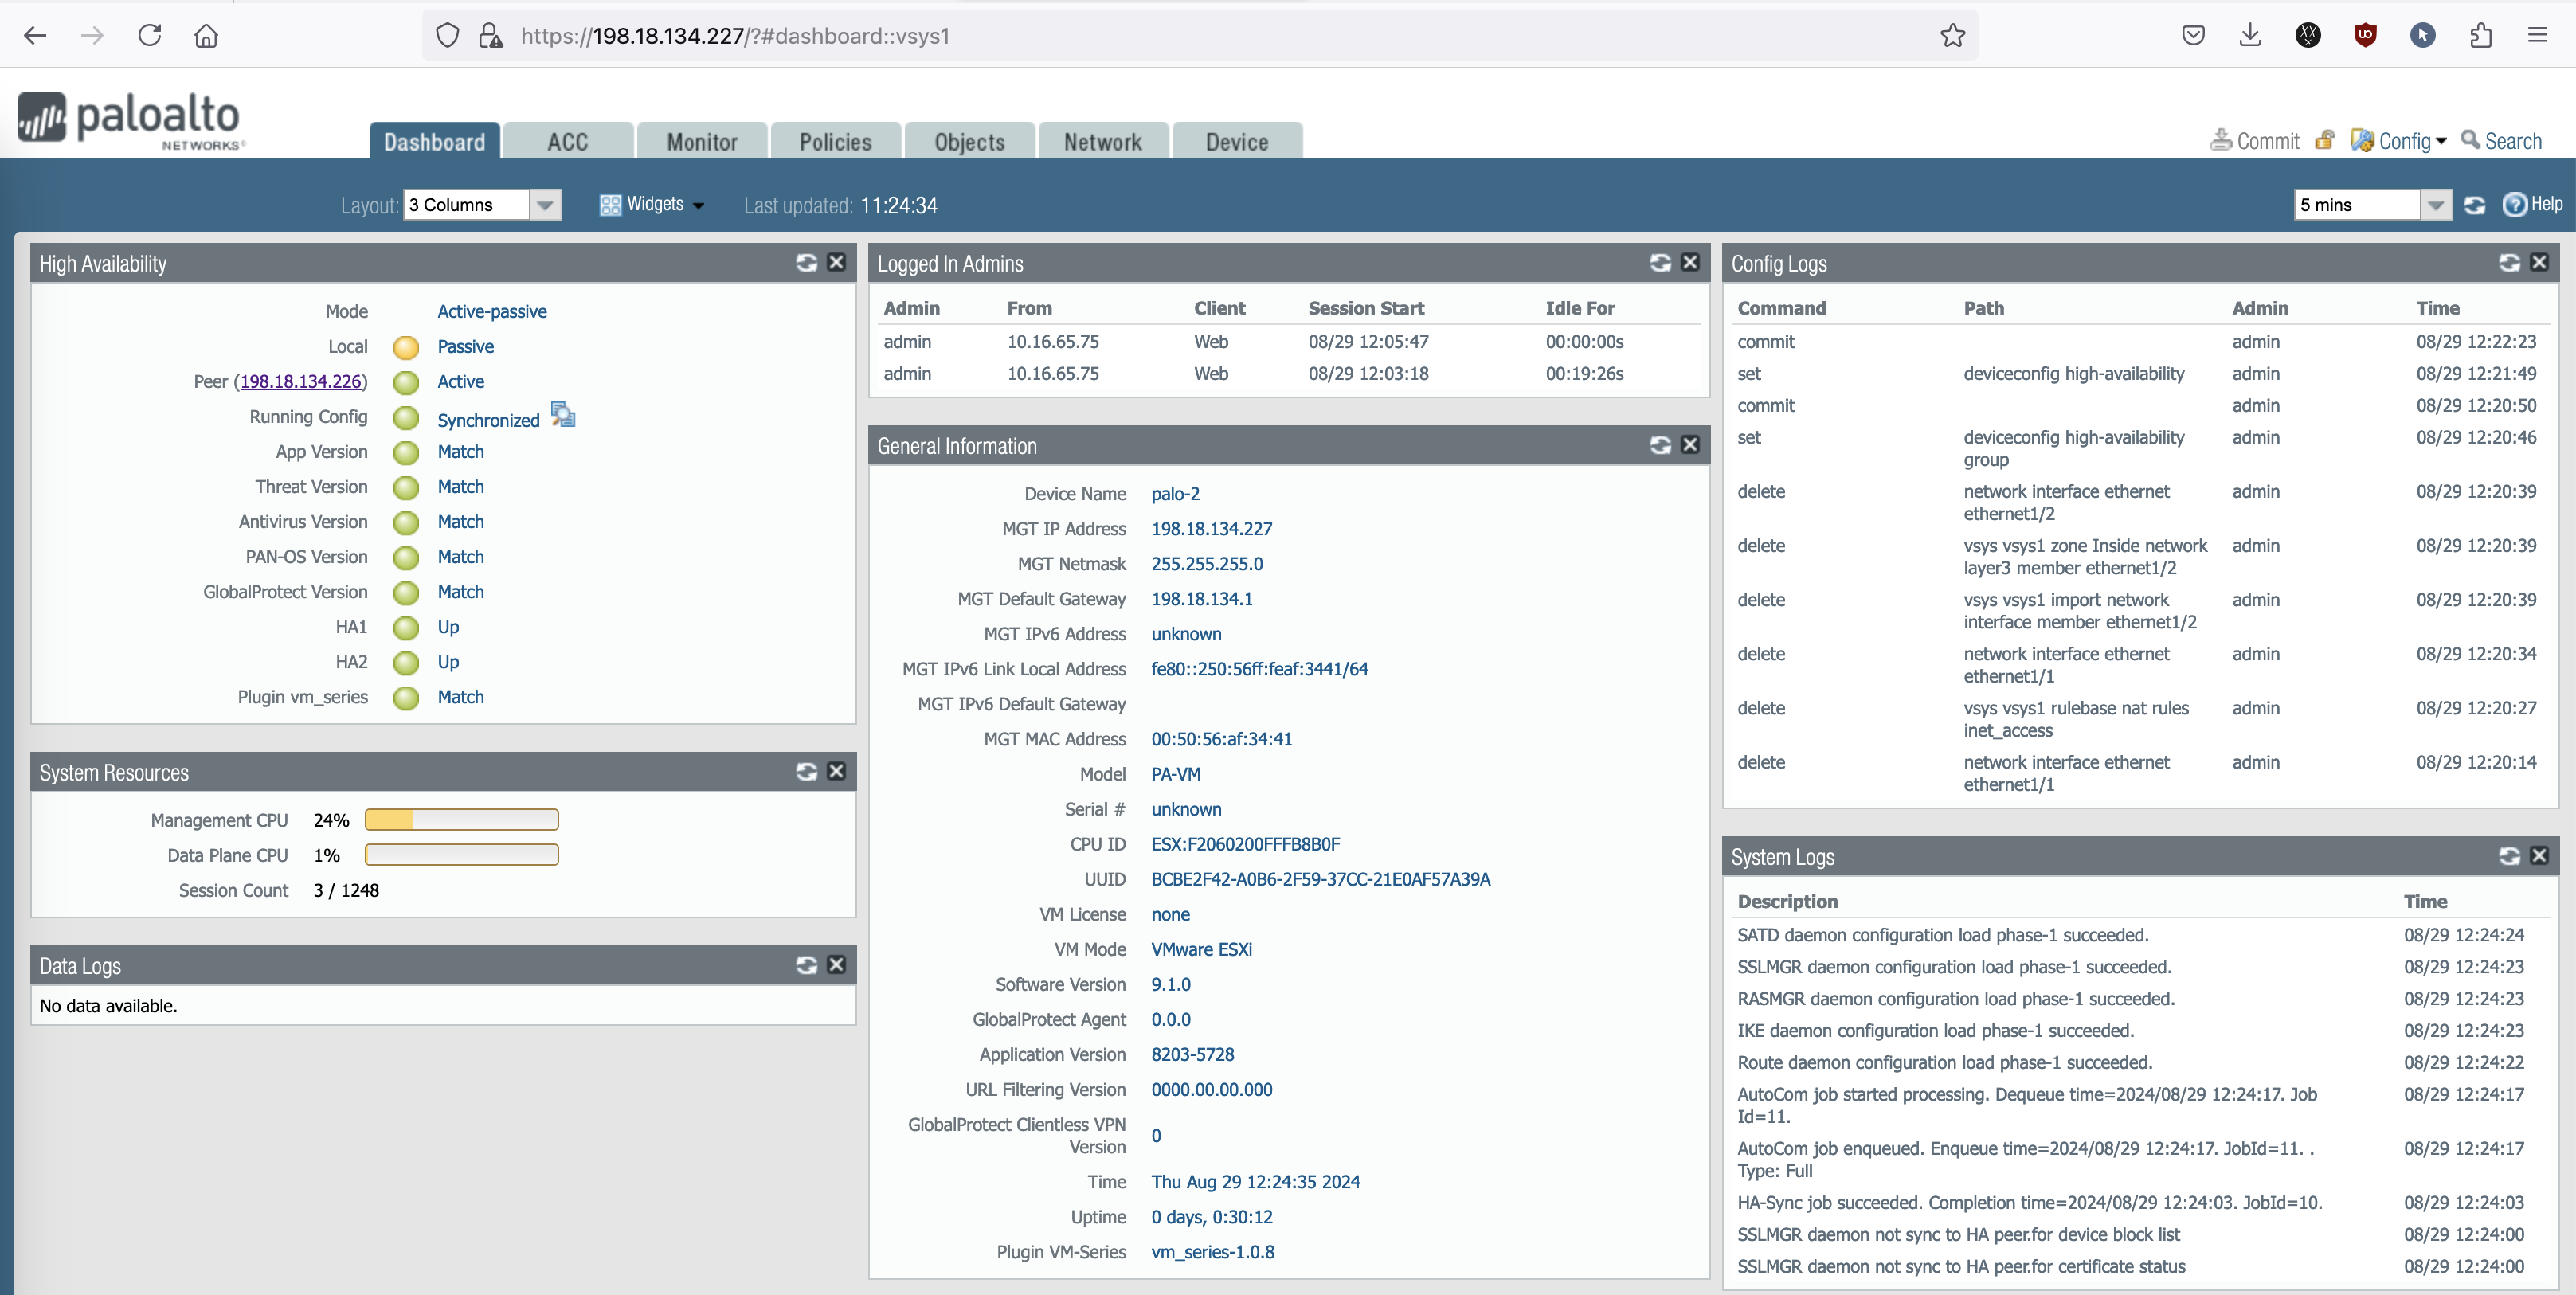 https://198.18.134.227/?#dashboard::vsys1
paloalto
NETWORKS®
Dashboard
ACC
Monitor
Policies
Objects
Network
Device
Commit
Config
Search
Layout: 3 Columns
Widgets
Last updated: 11:24:34
5 mins
Help
High Availability
Mode Active-passive
Local Passive
Peer (198.18.134.226) Active
Running Config Synchronized
App Version Match
Threat Version Match
Antivirus Version Match
PAN-OS Version Match
GlobalProtect Version Match
HA1 Up
HA2 Up
Plugin vm_series Match
System Resources
Management CPU 24%
Data Plane CPU 1%
Session Count 3 / 1248
Data Logs
No data available.
Logged In Admins
Admin From Client Session Start Idle For
admin 10.16.65.75 Web 08/29 12:05:47 00:00:00s
admin 10.16.65.75 Web 08/29 12:03:18 00:19:26s
General Information
Device Name palo-2
MGT IP Address 198.18.134.227
MGT Netmask 255.255.255.0
MGT Default Gateway 198.18.134.1
MGT IPv6 Address unknown
MGT IPv6 Link Local Address fe80::250:56ff:feaf:3441/64
MGT IPv6 Default Gateway
MGT MAC Address 00:50:56:af:34:41
Model PA-VM
Serial # unknown
CPU ID ESX:F2060200FFFB8B0F
UUID BCBE2F42-A0B6-2F59-37CC-21E0AF57A39A
VM License none
VM Mode VMware ESXi
Software Version 9.1.0
GlobalProtect Agent 0.0.0
Application Version 8203-5728
URL Filtering Version 0000.00.00.000
GlobalProtect Clientless VPN
Version 0
Time Thu Aug 29 12:24:35 2024
Uptime 0 days, 0:30:12
Plugin VM-Series vm_series-1.0.8
Config Logs
Command Path Admin Time
commit admin 08/29 12:22:23
set deviceconfig high-availability admin 08/29 12:21:49
commit admin 08/29 12:20:50
set deviceconfig high-availability admin 08/29 12:20:46
group
delete network interface ethernet admin 08/29 12:20:39
ethernet1/2
delete vsys vsys1 zone Inside network admin 08/29 12:20:39
layer3 member ethernet1/2
delete vsys vsys1 import network admin 08/29 12:20:39
interface member ethernet1/2
delete network interface ethernet admin 08/29 12:20:34
ethernet1/1
delete vsys vsys1 rulebase nat rules admin 08/29 12:20:27
inet_access
delete network interface ethernet admin 08/29 12:20:14
ethernet1/1
System Logs
Description Time
SATD daemon configuration load phase-1 succeeded. 08/29 12:24:24
SSLMGR daemon configuration load phase-1 succeeded. 08/29 12:24:23
RASMGR daemon configuration load phase-1 succeeded. 08/29 12:24:23
IKE daemon configuration load phase-1 succeeded. 08/29 12:24:23
Route daemon configuration load phase-1 succeeded. 08/29 12:24:22
AutoCom job started processing. Dequeue time=2024/08/29 12:24:17. Job 08/29 12:24:17
Id=11.
AutoCom job enqueued. Enqueue time=2024/08/29 12:24:17. JobId=11. . 08/29 12:24:17
Type: Full
HA-Sync job succeeded. Completion time=2024/08/29 12:24:03. JobId=10. 08/29 12:24:03
SSLMGR daemon not sync to HA peer.for device block list 08/29 12:24:00
SSLMGR daemon not sync to HA peer.for certificate status 08/29 12:24:00